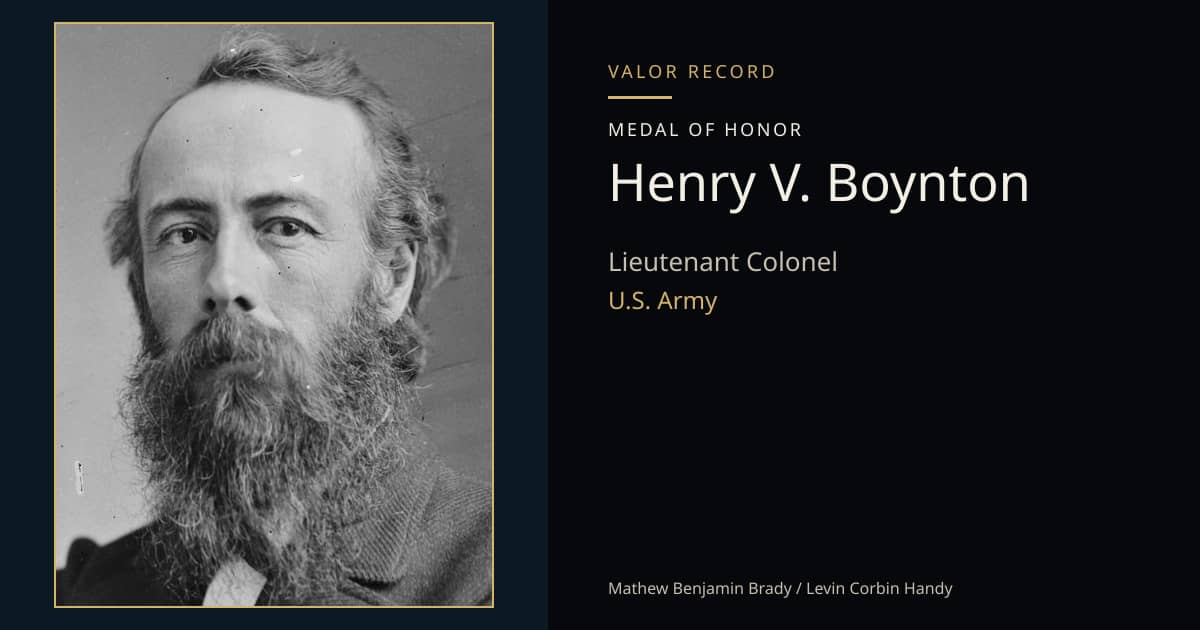 VALOR RECORD
MEDAL OF HONOR
Henry V. Boynton
Lieutenant Colonel
U.S. Army
Mathew Benjamin Brady / Levin Corbin Handy